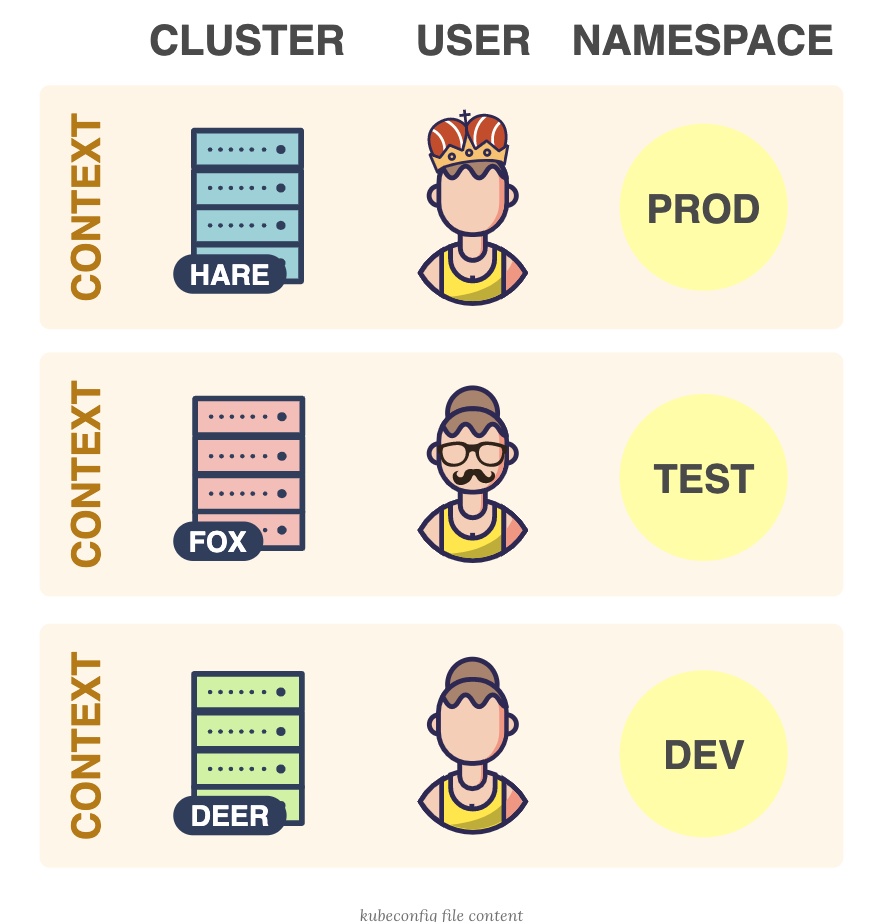 CLUSTER USER NAMESPACE
CONTEXT
HARE
PROD
CONTEXT
FOX
TEST
CONTEXT
DEER
DEV
kubeconfig file content